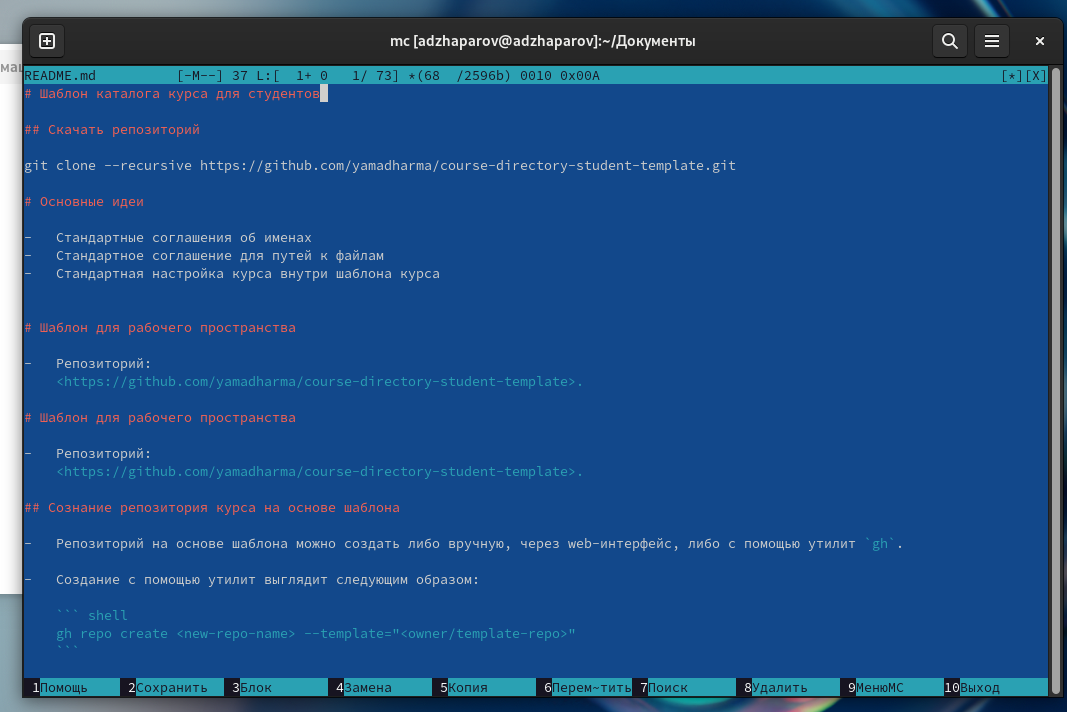 mc [adzhaparov@adzhaparov]:~/Документы
README.md [-M--] 37 L:[ 1+ 0 1/ 73] *(68 /2596b) 0010 0x00A [*][X]
# Шаблон каталога курса для студентов
## Скачать репозиторий
git clone --recursive https://github.com/yamadharma/course-directory-student-template.git
# Основные идеи
- Стандартные соглашения об именах
- Стандартное соглашение для путей к файлам
- Стандартная настройка курса внутри шаблона курса
# Шаблон для рабочего пространства
- Репозиторий:
<https://github.com/yamadharma/course-directory-student-template>.
# Шаблон для рабочего пространства
- Репозиторий:
<https://github.com/yamadharma/course-directory-student-template>.
## Сознание репозитория курса на основе шаблона
- Репозиторий на основе шаблона можно создать либо вручную, через web-интерфейс, либо с помощью утилит `gh`.
- Создание с помощью утилит выглядит следующим образом:
``` shell
gh repo create <new-repo-name> --template="<owner/template-repo>"
```
1Помощь 2Сохранить 3Блок 4Замена 5Копия 6Перем~тить 7Поиск 8Удалить 9МенюMC 10Выход